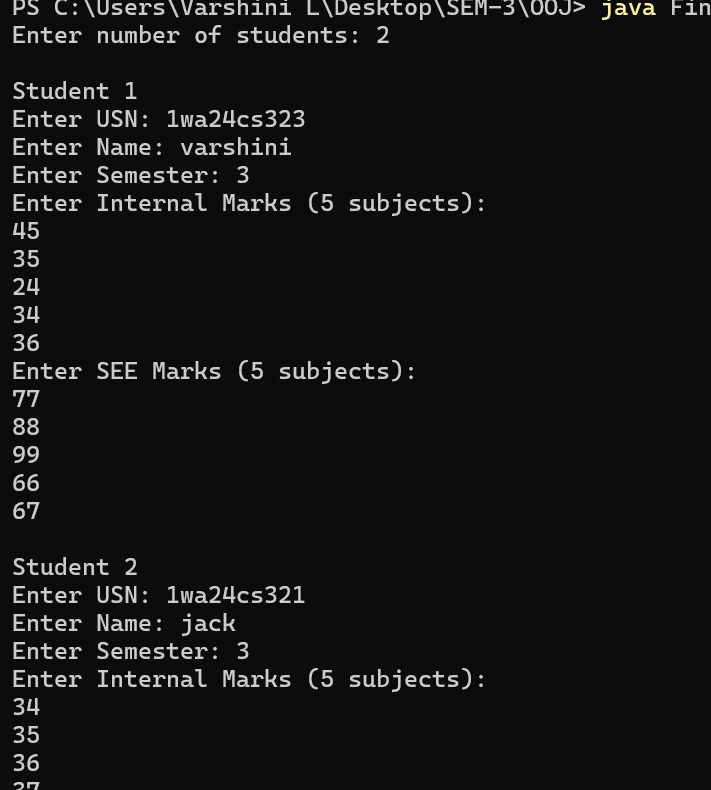 PS C:\Users\Varshini L\Desktop\SEM-3\OOJ> java Fin
Enter number of students: 2
Student 1
Enter USN: 1wa24cs323
Enter Name: varshini
Enter Semester: 3
Enter Internal Marks (5 subjects):
45
35
24
34
36
Enter SEE Marks (5 subjects):
77
88
99
66
67
Student 2
Enter USN: 1wa24cs321
Enter Name: jack
Enter Semester: 3
Enter Internal Marks (5 subjects):
34
35
36
37